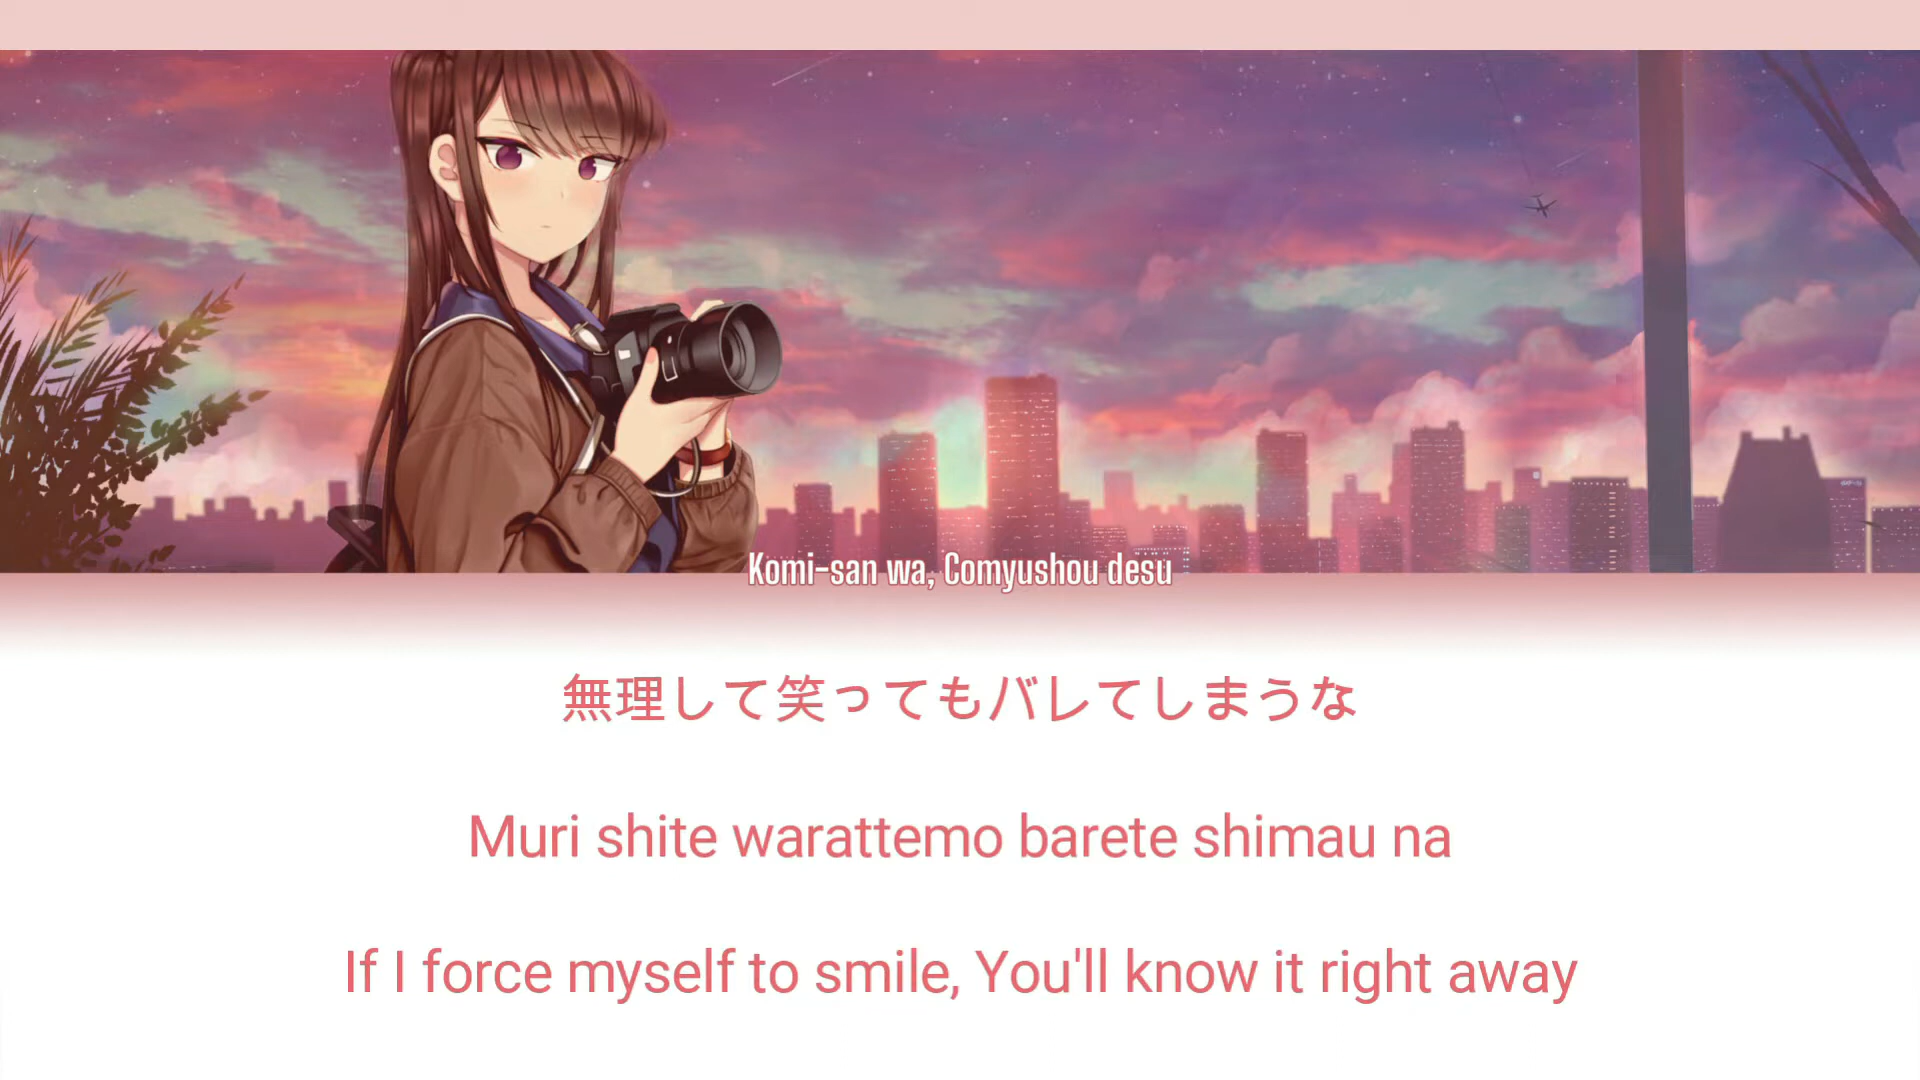 Komi-san wa, Comyushou desu
無理して笑ってもバレてしまうな
Muri shite warattemo barete shimau na
If I force myself to smile, You'll know it right away